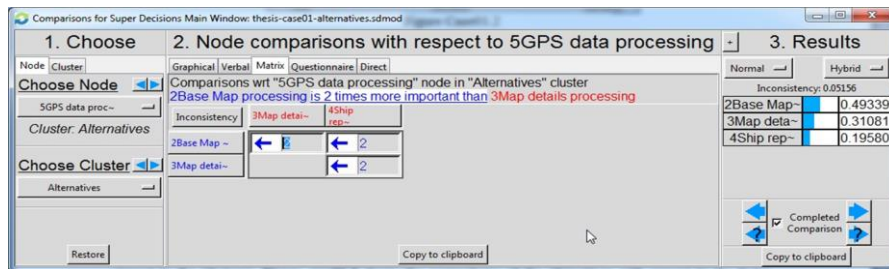 Comparisons for Super Decisions Main Window: thesis-case01-alternatives.sdmod
1. Choose
2. Node comparisons with respect to 5GPS data processing
+
3. Results
Node Cluster
Graphical Verbal Matrix Questionnaire Direct
Normal
Hybrid
Choose Node
Comparisons wrt "5GPS data processing" node in "Alternatives" cluster
2Base Map processing is 2 times more important than 3Map details processing
5GPS data proc~
Cluster: Alternatives
Inconsistency
3Map detai~
4Ship
rep~
Inconsistency: 0.05156
2Base Map~ 0.49339
3Map deta~ 0.31081
4Ship rep~ 0.19580
2Base Map ~
2
2
3Map detai~
2
Choose Cluster
Alternatives
Restore
Copy to clipboard
Completed
Comparison
?
?
Copy to clipboard